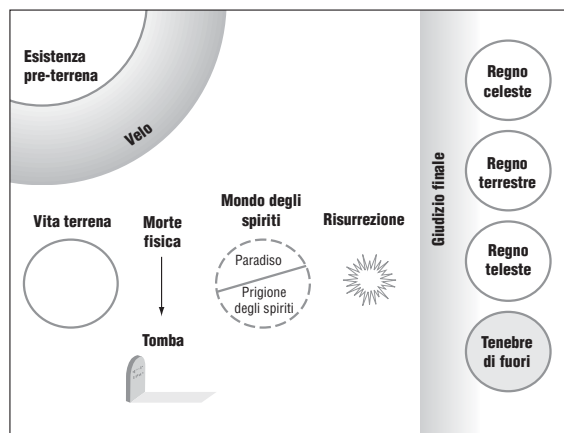 Esistenza
pre-terrena
Velo
Vita terrena
Morte
fisica
Tomba
Mondo degli
spiriti
Paradiso
Prigione
degli spiriti
Risurrezione
Giudizio finale
Regno
celeste
Regno
terrestre
Regno
teleste
Tenebre
di fuori